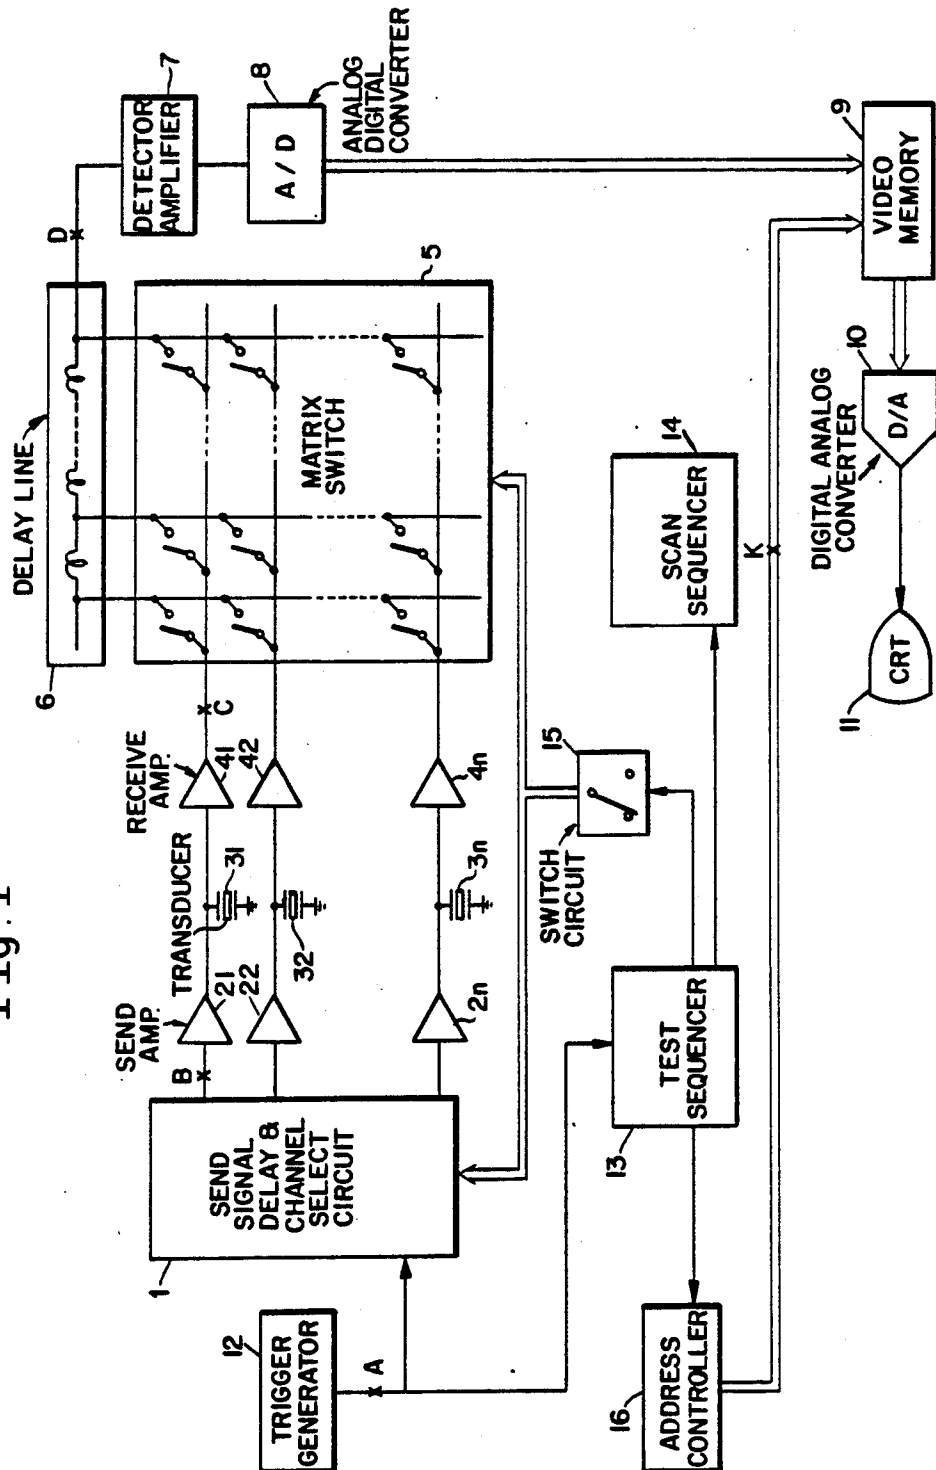 Fig. 1
TRIGGER
GENERATOR
12
A
1
SEND
SIGNAL
DELAY &
CHANNEL
SELECT
CIRCUIT
B
SEND
AMP.
21
22
2n
TRANSDUCER
31
32
3n
RECEIVE
AMP.
41
42
4n
C
DELAY LINE
6
MATRIX
SWITCH
5
D
DETECTOR
AMPLIFIER
7
A/D
8
ANALOG
DIGITAL
CONVERTER
SWITCH
CIRCUIT
15
TEST
SEQUENCER
13
SCAN
SEQUENCER
14
ADDRESS
CONTROLLER
16
K
VIDEO
MEMORY
9
D/A
10
DIGITAL ANALOG
CONVERTER
CRT
11